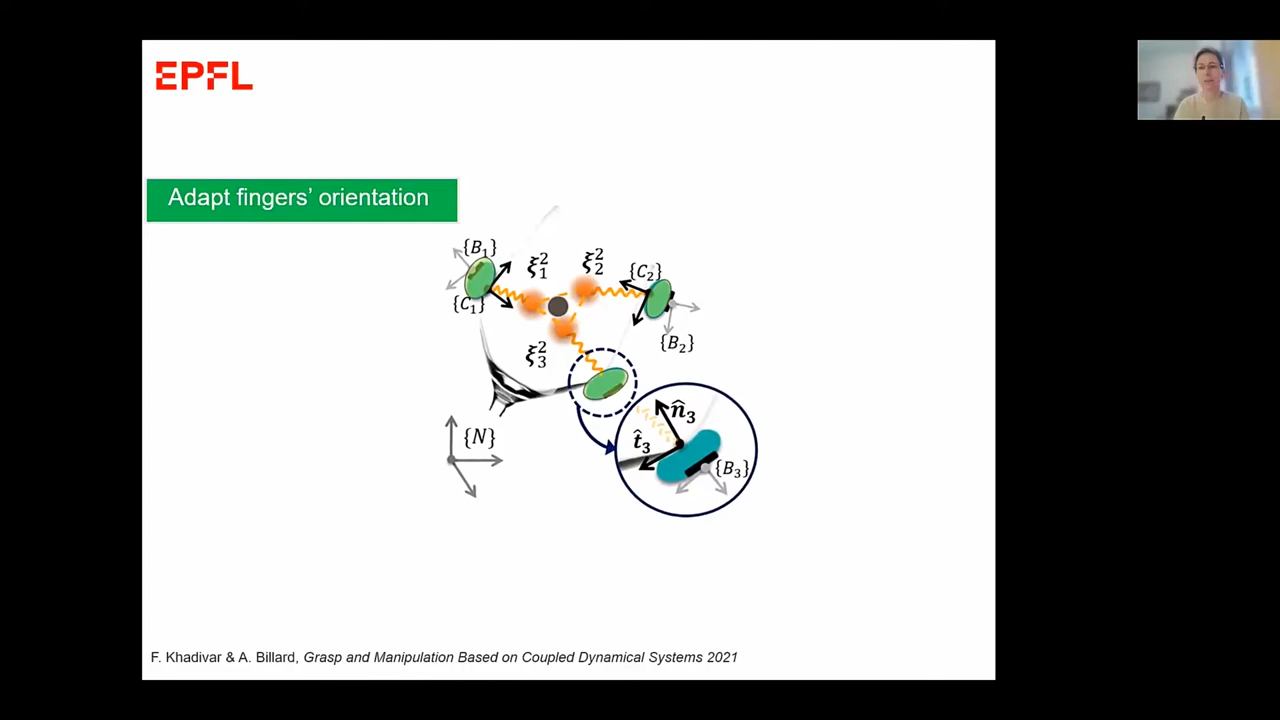 EPFL
Adapt fingers' orientation
{B₁}
ξ₁²
ξ₂²
{C₂}
{C₁}
{B₂}
ξ₃²
n̂₃
{N}
t̂₃
{B₃}
F. Khadivar & A. Billard, Grasp and Manipulation Based on Coupled Dynamical Systems 2021